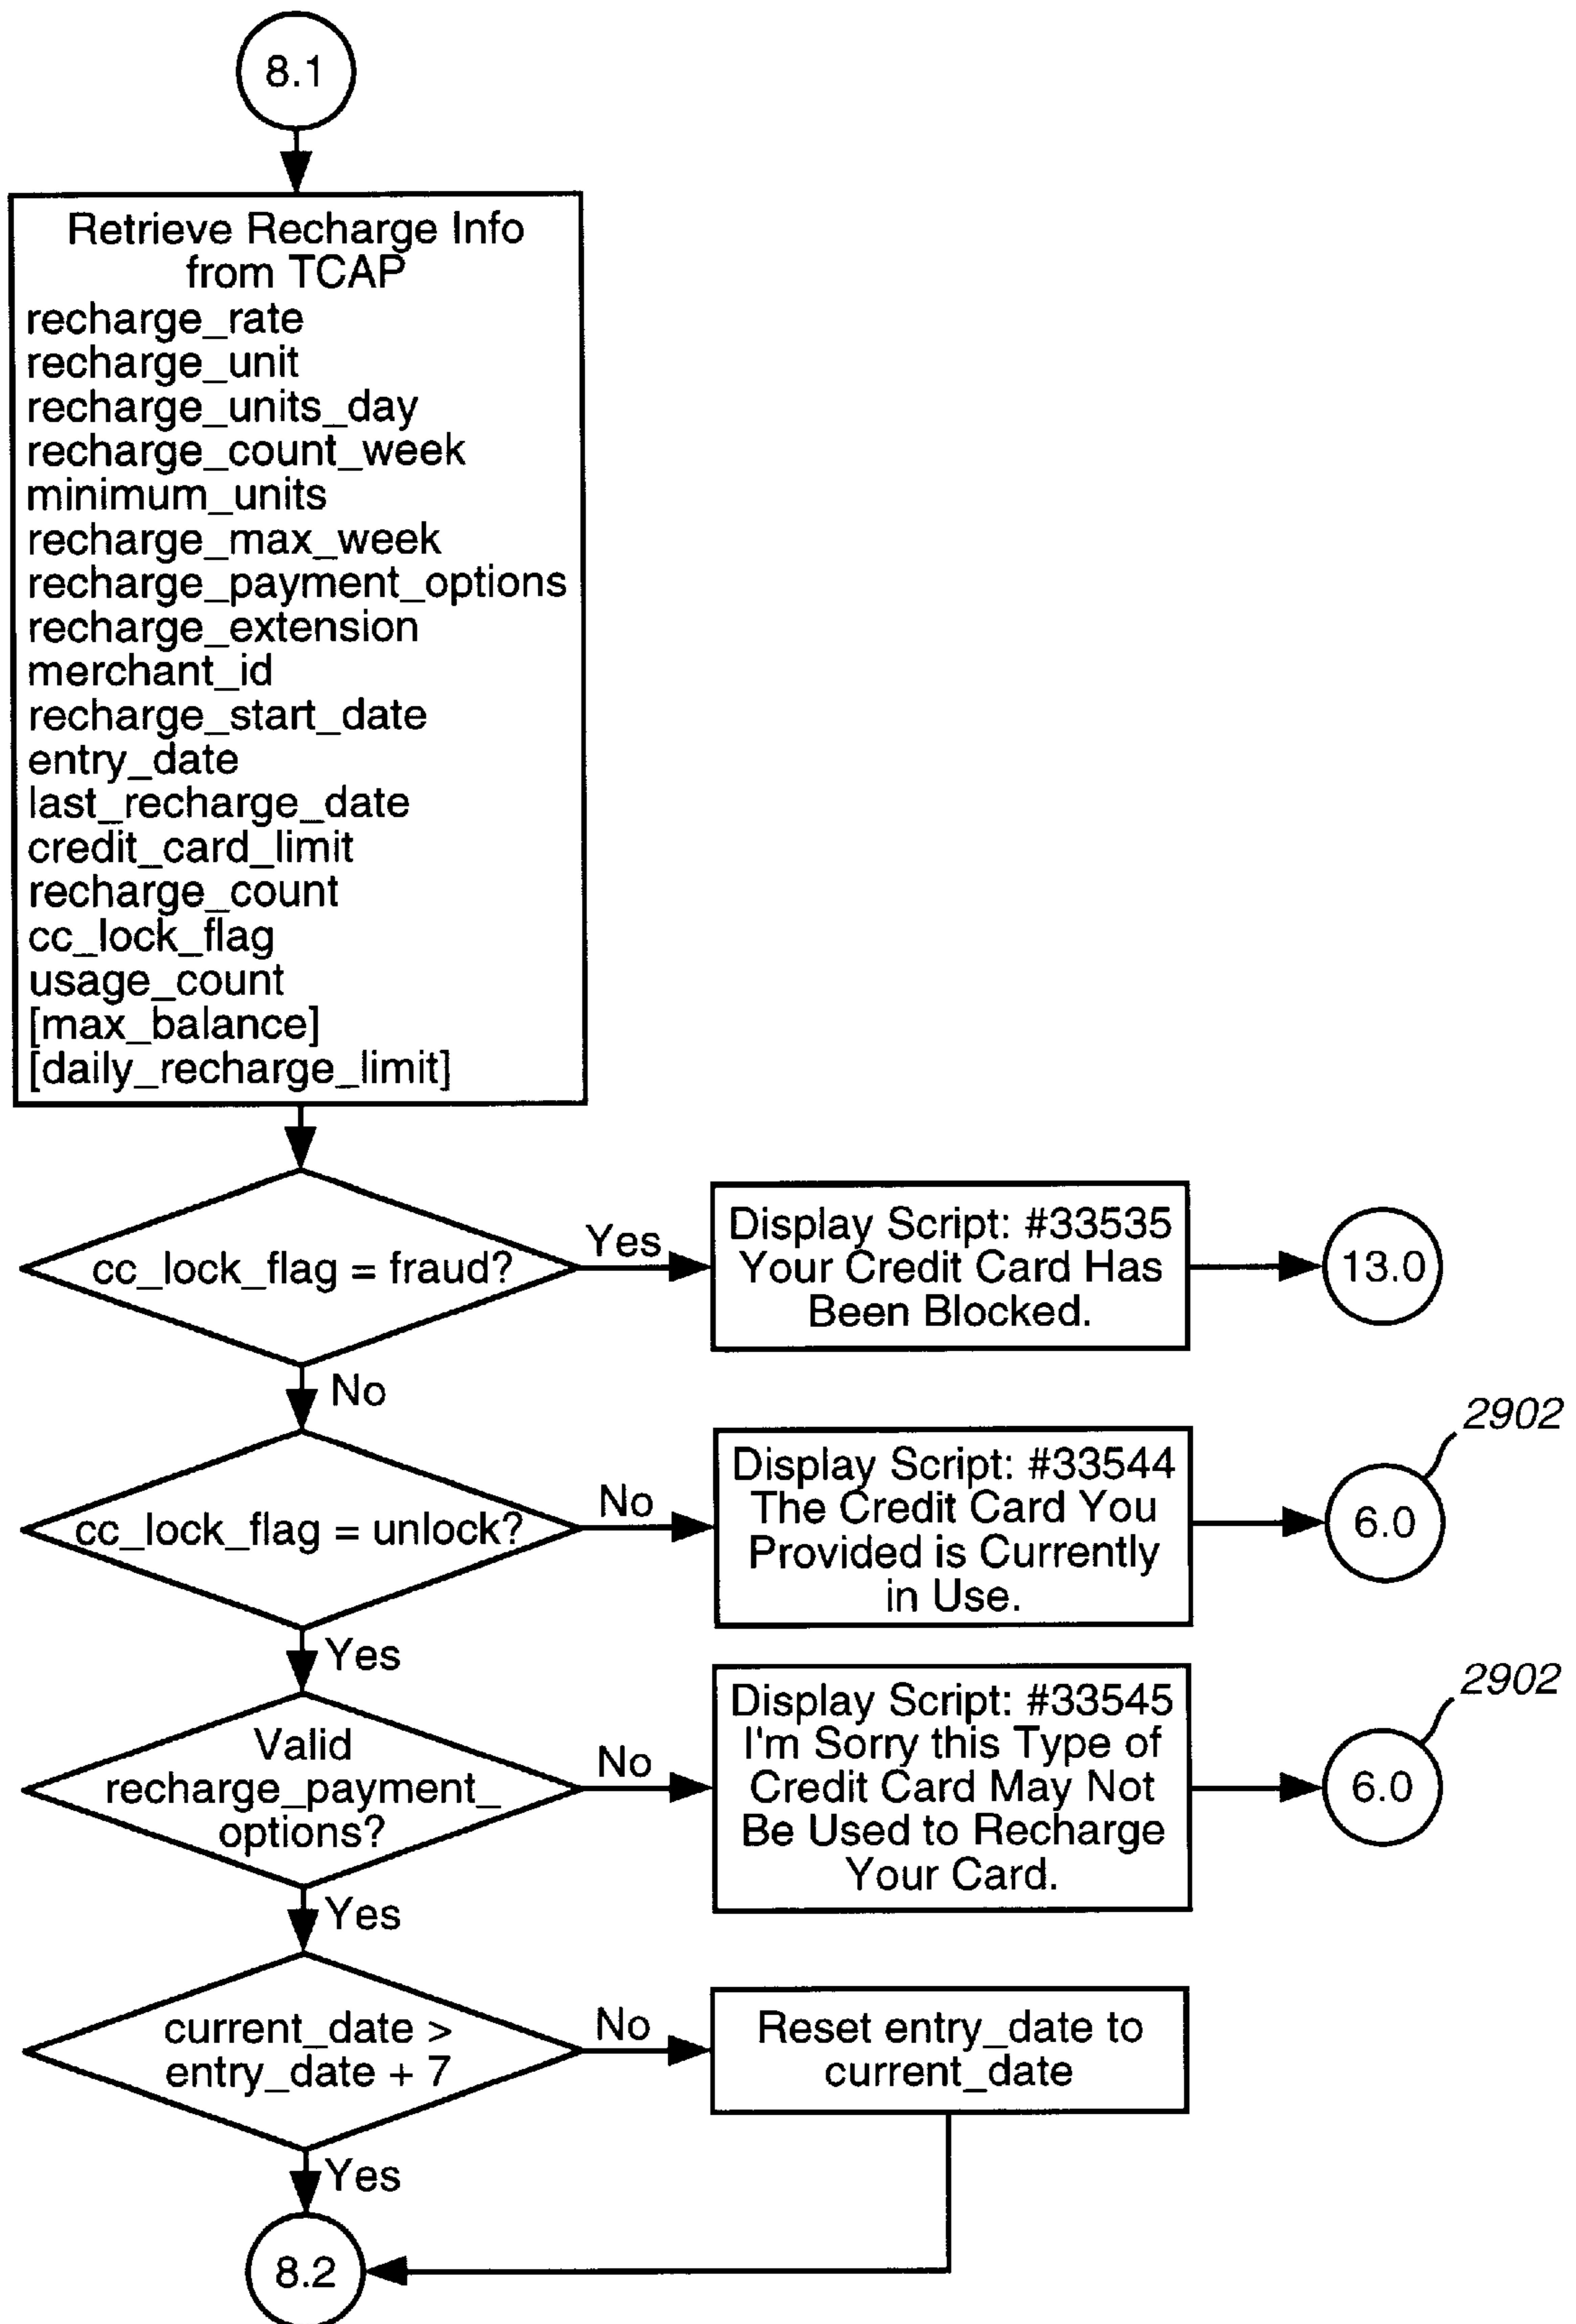 8.1
Retrieve Recharge Info
from TCAP
recharge_rate
recharge_unit
recharge_units_day
recharge_count_week
minimum_units
recharge_max_week
recharge_payment_options
recharge_extension
merchant_id
recharge_start_date
entry_date
last_recharge_date
credit_card_limit
recharge_count
cc_lock_flag
usage_count
[max_balance]
[daily_recharge_limit]
cc_lock_flag = fraud?
Yes
Display Script: #33535
Your Credit Card Has
Been Blocked.
13.0
No
cc_lock_flag = unlock?
No
Display Script: #33544
The Credit Card You
Provided is Currently
in Use.
6.0
2902
Yes
Valid
recharge_payment_
options?
No
Display Script: #33545
I'm Sorry this Type of
Credit Card May Not
Be Used to Recharge
Your Card.
6.0
2902
Yes
current_date >
entry_date + 7
No
Reset entry_date to
current_date
Yes
8.2